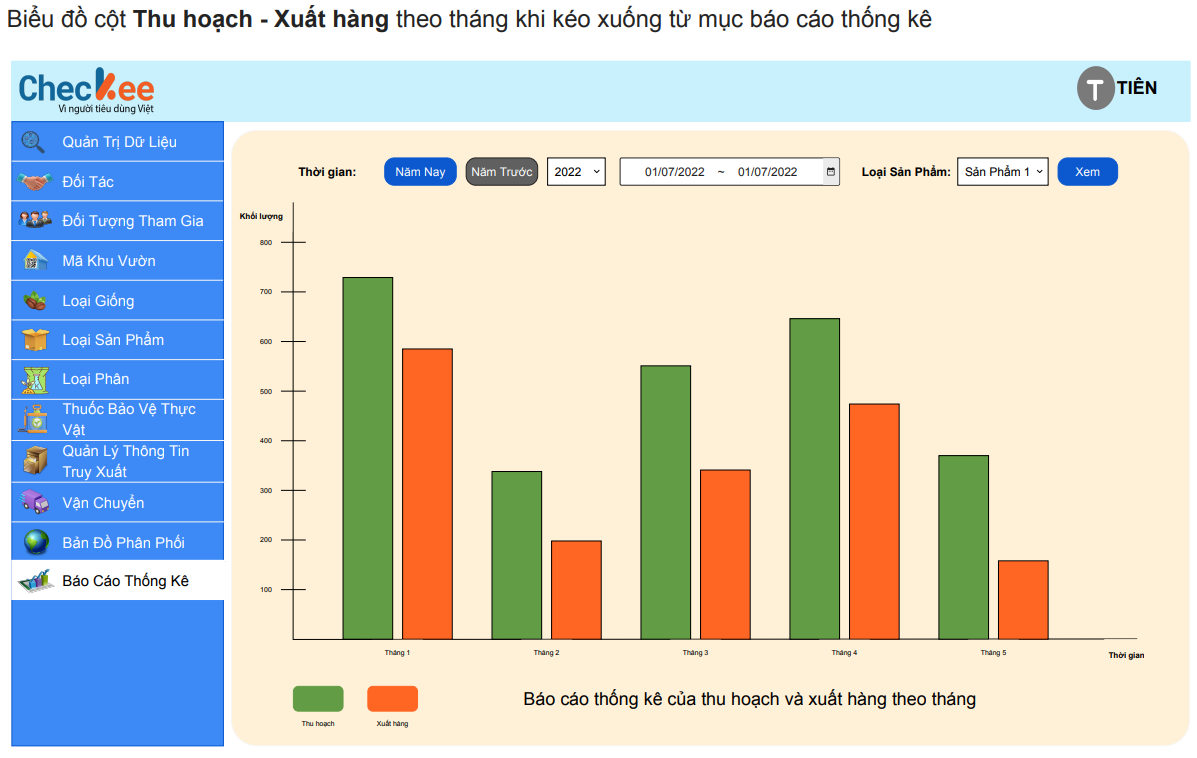 Biểu đồ cột Thu hoạch - Xuất hàng theo tháng khi kéo xuống từ mục báo cáo thống kê
Checkee
Vì người tiêu dùng Việt
T TIÊN
Quản Trị Dữ Liệu
Đối Tác
Đối Tượng Tham Gia
Mã Khu Vườn
Loại Giống
Loại Sản Phẩm
Loại Phân
Thuốc Bảo Vệ Thực
Vật
Quản Lý Thông Tin
Truy Xuất
Vận Chuyển
Bản Đồ Phân Phối
Báo Cáo Thống Kê
Thời gian: Năm Nay Năm Trước 2022 01/07/2022 ~ 01/07/2022 Loại Sản Phẩm: Sản Phẩm 1 Xem
Khối lượng
800
700
600
500
400
300
200
100
Tháng 1 Tháng 2 Tháng 3 Tháng 4 Tháng 5
Thời gian
Thu hoạch Xuất hàng
Báo cáo thống kê của thu hoạch và xuất hàng theo tháng